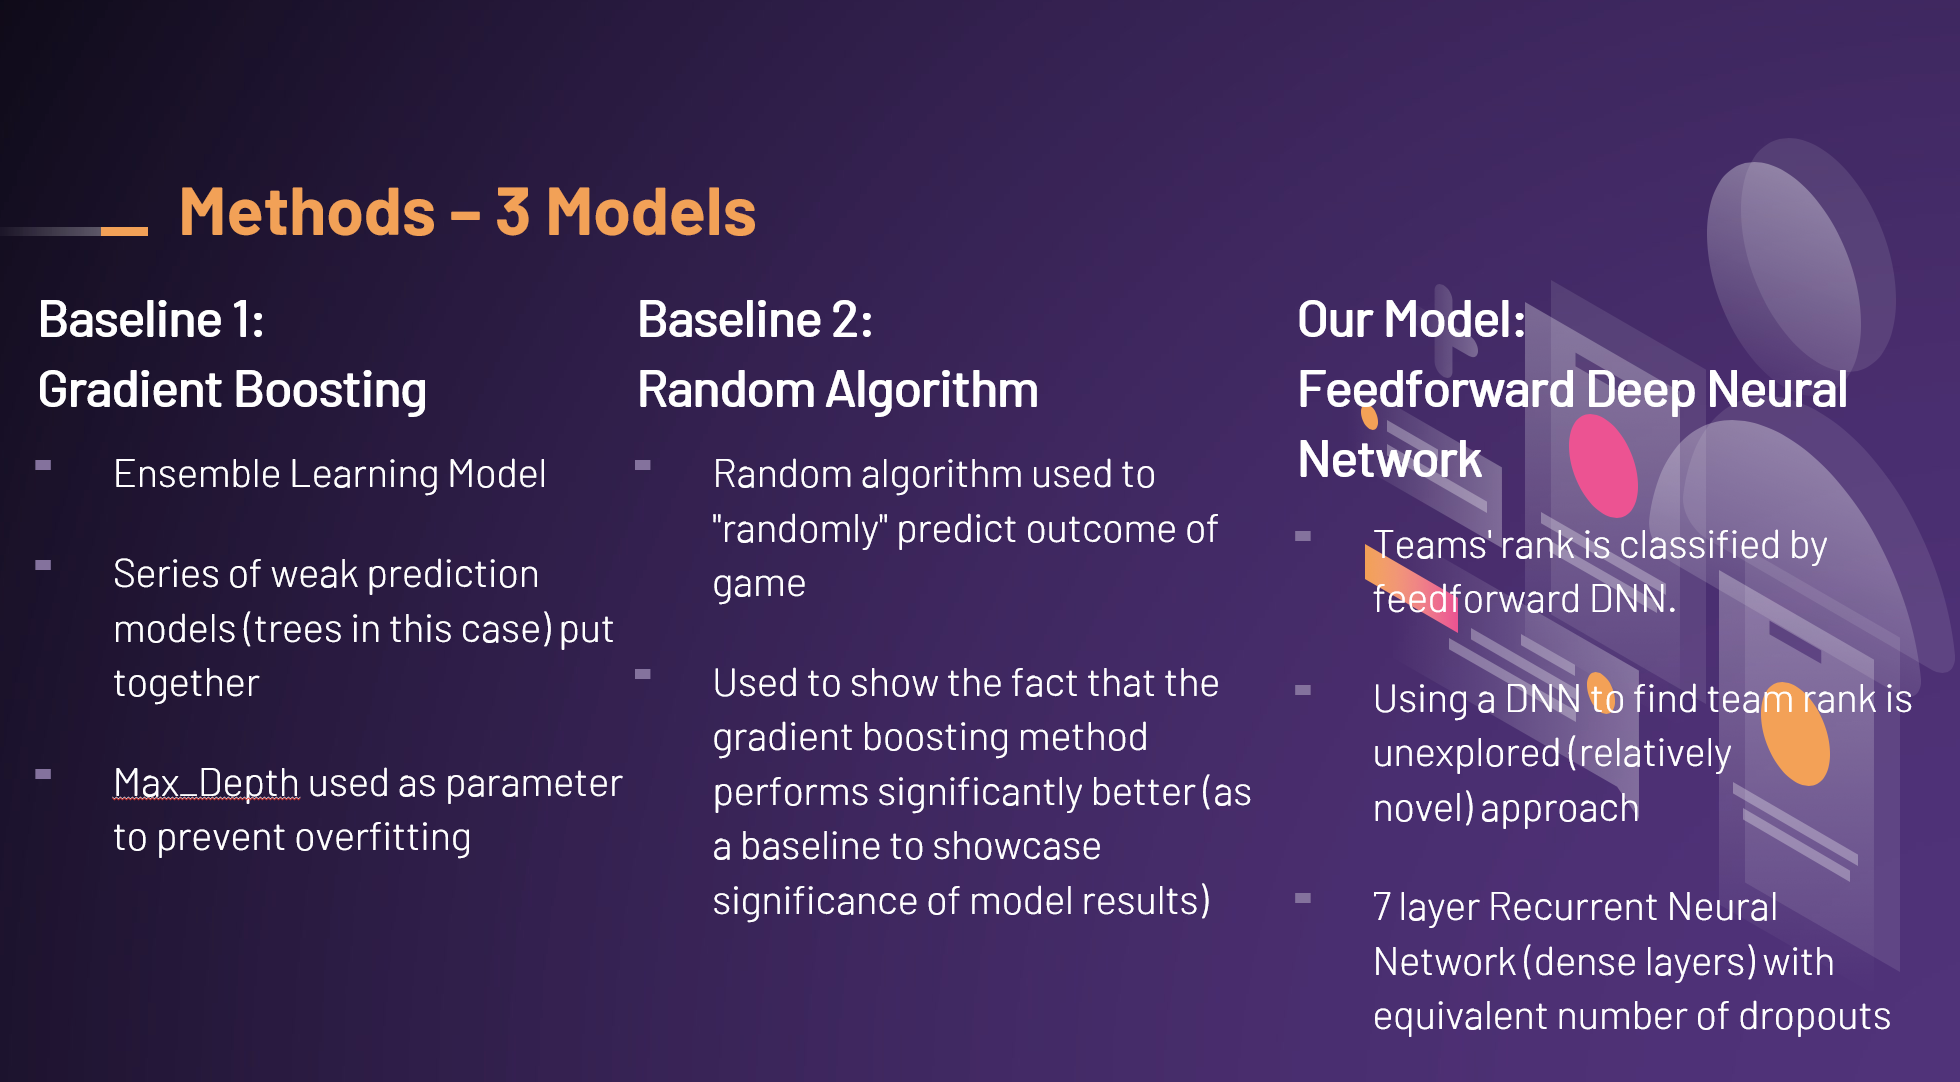 Methods – 3 Models
Baseline 1:
Gradient Boosting
Ensemble Learning Model
Series of weak prediction
models (trees in this case) put
together
Max_Depth used as parameter
to prevent overfitting
Baseline 2:
Random Algorithm
Random algorithm used to
"randomly" predict outcome of
game
Used to show the fact that the
gradient boosting method
performs significantly better (as
a baseline to showcase
significance of model results)
Our Model:
Feedforward Deep Neural
Network
Teams' rank is classified by
feedforward DNN.
Using a DNN to find team rank is
unexplored (relatively
novel) approach
7 layer Recurrent Neural
Network (dense layers) with
equivalent number of dropouts